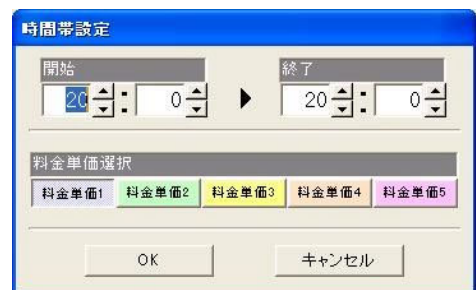 時間帯設定
開始 終了
20 : 0 ▶ 20 : 0
料金単価選択
料金単価1 料金単価2 料金単価3 料金単価4 料金単価5
OK キャンセル